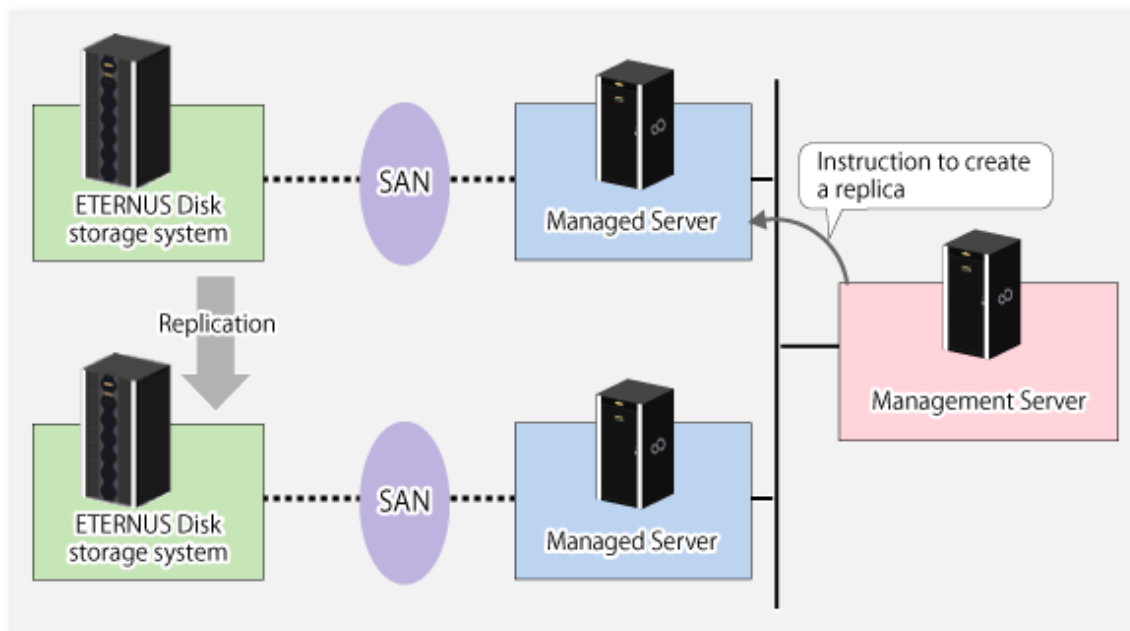 ETERNUS Disk
storage system
SAN
Managed Server
Instruction to create
a replica
Replication
Management Server
ETERNUS Disk
storage system
SAN
Managed Server